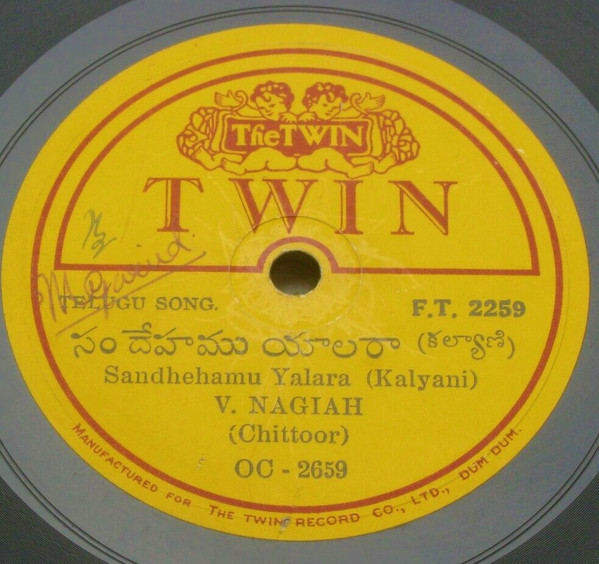 The TWIN
TWIN
M. Govind
TELUGU SONG.
F.T. 2259
సందేహము యాలరా (కల్యాణి)
Sandhehamu Yalara (Kalyani)
V. NAGIAH
(Chittoor)
OC - 2659
MANUFACTURED FOR THE TWIN RECORD CO., LTD., DUM DUM.